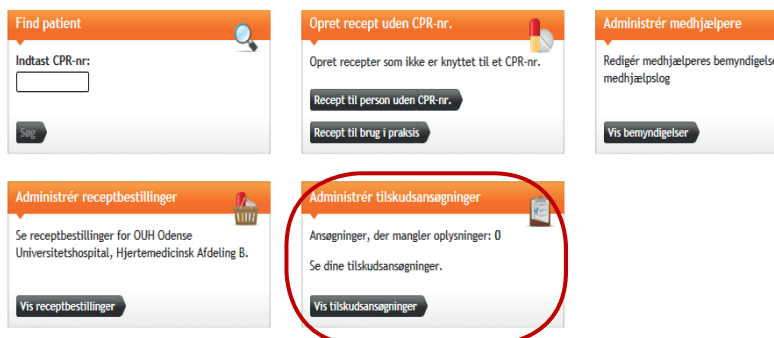 Find patient
Indtast CPR-nr:
Søg
Opret recept uden CPR-nr.
Opret recepter som ikke er knyttet til et CPR-nr.
Recept til person uden CPR-nr.
Recept til brug i praksis
Administrér medhjælpere
Redigér medhjælperes bemyndigelse
medhjælpslog
Vis bemyndigelser
Administrér receptbestillinger
Se receptbestillinger for OUH Odense
Universitetshospital, Hjertemedicinsk Afdeling B.
Vis receptbestillinger
Administrér tilskudsansøgninger
Ansøgninger, der mangler oplysninger: 0
Se dine tilskudsansøgninger.
Vis tilskudsansøgninger